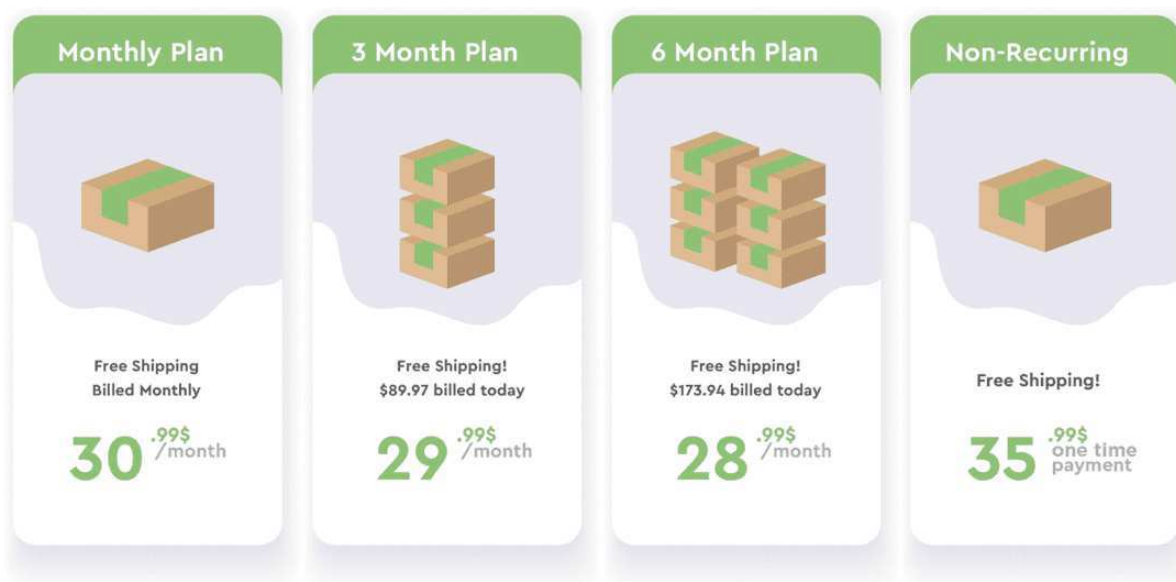 Monthly Plan
Free Shipping
Billed Monthly
30 .99$
/month
3 Month Plan
Free Shipping!
$89.97 billed today
29 .99$
/month
6 Month Plan
Free Shipping!
$173.94 billed today
28 .99$
/month
Non-Recurring
Free Shipping!
35 .99$
one time
payment